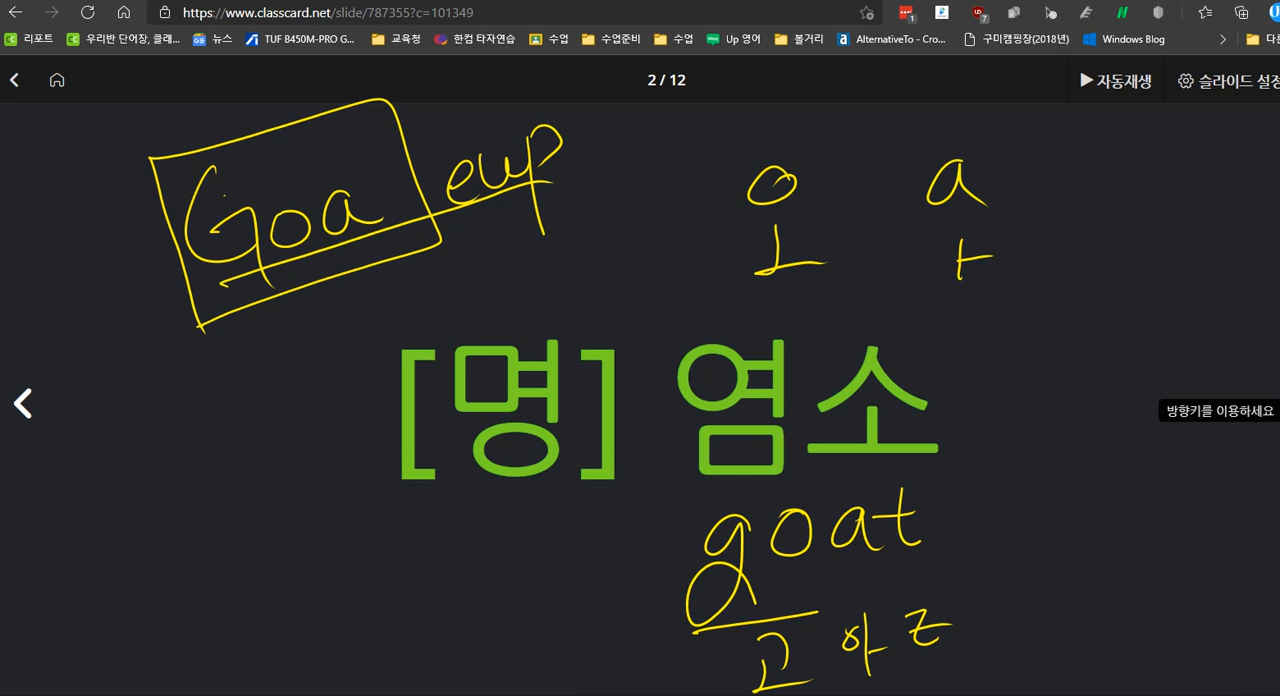 https://www.classcard.net/slide/787355?c=101349
리포트 우리반 단어장, 클래... 뉴스 TUF B450M-PRO G... 교육청 한컴 타자연습 수업 수업준비 수업 Up 영어 볼거리 AlternativeTo - Cro... 구미캠핑장(2018년) Windows Blog 다른
2 / 12 ▶자동재생 슬라이드 설정
Goa eup o a
ㅗ ㅏ
[명] 염소
방향키를 이용하세요
goat
고 아 ㅌ